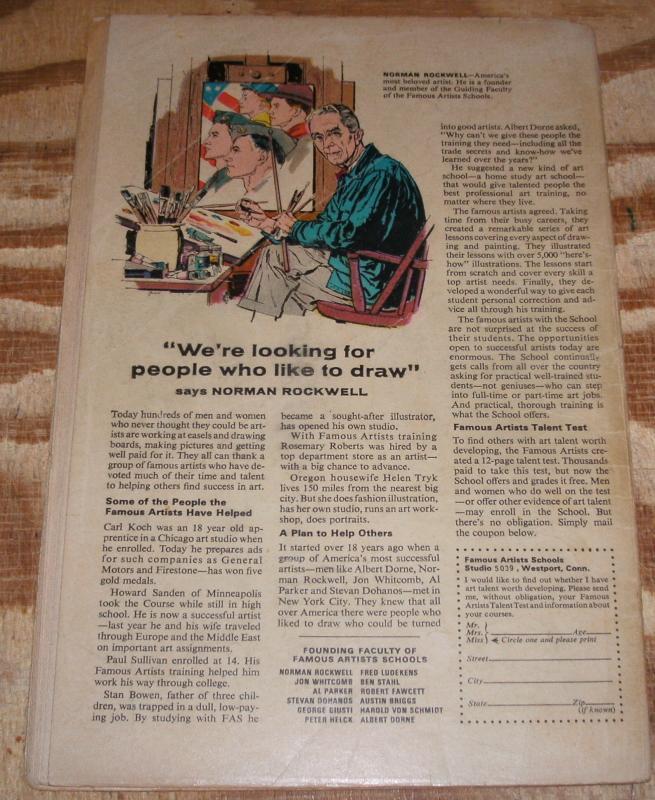 NORMAN ROCKWELL—America's
most beloved artist. He is a founder
and member of the Guiding Faculty
of the Famous Artists Schools.
"We're looking for
people who like to draw"
says NORMAN ROCKWELL
Today hundreds of men and women
who never thought they could be art-
ists are working at easels and drawing
boards, making pictures and getting
well paid for it. They all can thank a
group of famous artists who have de-
voted much of their time and talent
to helping others find success in art.
Some of the People the
Famous Artists Have Helped
Carl Koch was an 18 year old ap-
prentice in a Chicago art studio when
he enrolled. Today he prepares ads
for such companies as General
Motors and Firestone—has won five
gold medals.
Howard Sanden of Minneapolis
took the Course while still in high
school. He is now a successful artist
—last year he and his wife traveled
through Europe and the Middle East
on important art assignments.
Paul Sullivan enrolled at 14. His
Famous Artists training helped him
work his way through college.
Stan Bowen, father of three chil-
dren, was trapped in a dull, low-pay-
ing job. By studying with FAS he
became a sought-after illustrator,
has opened his own studio.
With Famous Artists training
Rosemary Roberts was hired by a
top department store as an artist—
with a big chance to advance.
Oregon housewife Helen Tryk
lives 150 miles from the nearest big
city. But she does fashion illustration,
has her own studio, runs an art work-
shop, does portraits.
A Plan to Help Others
It started over 18 years ago when a
group of America's most successful
artists—men like Albert Dorne, Nor-
man Rockwell, Jon Whitcomb, Al
Parker and Stevan Dohanos—met in
New York City. They knew that all
over America there were people who
liked to draw who could be turned
into good artists. Albert Dorne asked,
"Why can't we give these people the
training they need—including all the
trade secrets and know-how we've
learned over the years?"
He suggested a new kind of art
school—a home study art school—
that would give talented people the
best professional art training, no
matter where they live.
The famous artists agreed. Taking
time from their busy careers, they
created a remarkable series of art
lessons covering every aspect of draw-
ing and painting. They illustrated
their lessons with over 5,000 "here's-
how" illustrations. The lessons start
from scratch and cover every skill a
top artist needs. Finally, they de-
veloped a wonderful way to give each
student personal correction and ad-
vice all through his training.
The famous artists with the School
are not surprised at the success of
their students. The opportunities
open to successful artists today are
enormous. The School continually
gets calls from all over the country
asking for practical well-trained stu-
dents—not geniuses—who can step
into full-time or part-time art jobs.
And practical, thorough training is
what the School offers.
Famous Artists Talent Test
To find others with art talent worth
developing, the Famous Artists cre-
ated a 12-page talent test. Thousands
paid to take this test, but now the
School offers and grades it free. Men
and women who do well on the test
—or offer other evidence of art talent
—may enroll in the School. But
there's no obligation. Simply mail
the coupon below.
FOUNDING FACULTY OF
FAMOUS ARTISTS SCHOOLS
NORMAN ROCKWELL FRED LUDEKENS
JON WHITCOMB BEN STAHL
AL PARKER ROBERT FAWCETT
STEVAN DOHANOS AUSTIN BRIGGS
GEORGE GIUSTI HAROLD VON SCHMIDT
PETER HELCK ALBERT DORNE
Famous Artists Schools
Studio 5039, Westport, Conn.
I would like to find out whether I have
art talent worth developing. Please send
me, without obligation, your Famous
Artists Talent Test and information about
your courses.
Mr.
Mrs. Age
Miss Circle one and please print
Street
City
State Zip
(if known)